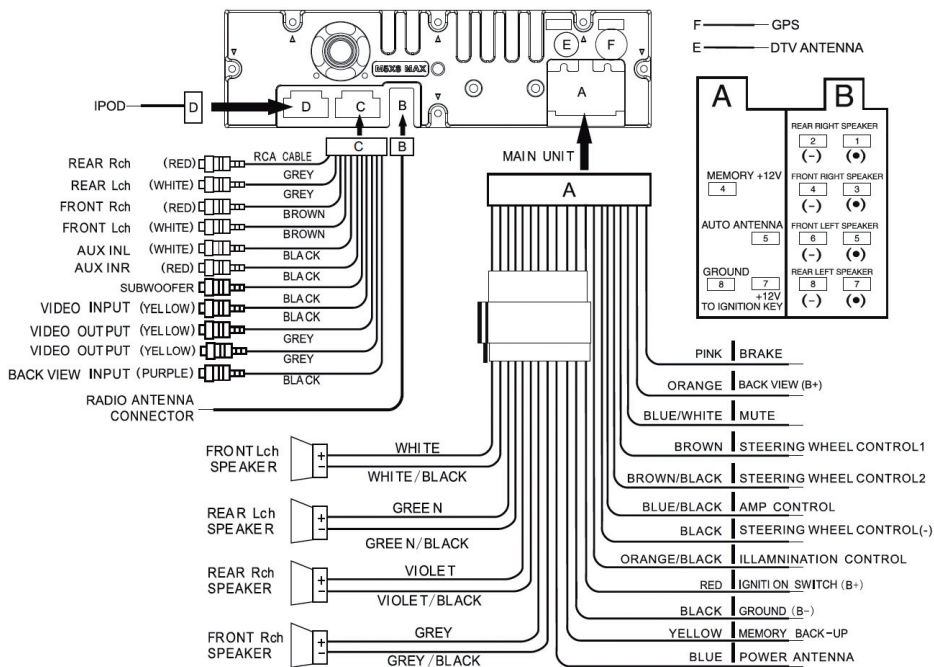 F GPS
E DTV ANTENNA
E F
M5X8 MAX
D C B A
IPOD D
C B
MAIN UNIT
A
REAR Rch (RED) RCA CABLE
REAR Lch (WHITE) GREY
FRONT Rch (RED) GREY
FRONT Lch (WHITE) BROWN
AUX INL (WHITE) BROWN
AUX INR (RED) BLACK
SUBWOOFER BLACK
VIDEO INPUT (YELLOW) BLACK
VIDEO OUTPUT (YELLOW) BLACK
VIDEO OUTPUT (YELLOW) GREY
BACK VIEW INPUT (PURPLE) GREY
BLACK
RADIO ANTENNA
CONNECTOR
A B
REAR RIGHT SPEAKER
2 1
(-) (•)
MEMORY +12V FRONT RIGHT SPEAKER
4 4 3
(-) (•)
AUTO ANTENNA FRONT LEFT SPEAKER
5 6 5
(-) (•)
GROUND REAR LEFT SPEAKER
8 7 8 7
+12V (-) (•)
TO IGNITION KEY
FRONT Lch
SPEAKER
+
-
WHITE
WHITE/BLACK
REAR Lch
SPEAKER
+
-
GREEN
GREEN/BLACK
REAR Rch
SPEAKER
+
-
VIOLET
VIOLET/BLACK
FRONT Rch
SPEAKER
+
-
GREY
GREY/BLACK
PINK BRAKE
ORANGE BACK VIEW (B+)
BLUE/WHITE MUTE
BROWN STEERING WHEEL CONTROL1
BROWN/BLACK STEERING WHEEL CONTROL2
BLUE/BLACK AMP CONTROL
BLACK STEERING WHEEL CONTROL(-)
ORANGE/BLACK ILLAMNINATION CONTROL
RED IGNITION SWITCH (B+)
BLACK GROUND (B-)
YELLOW MEMORY BACK-UP
BLUE POWER ANTENNA